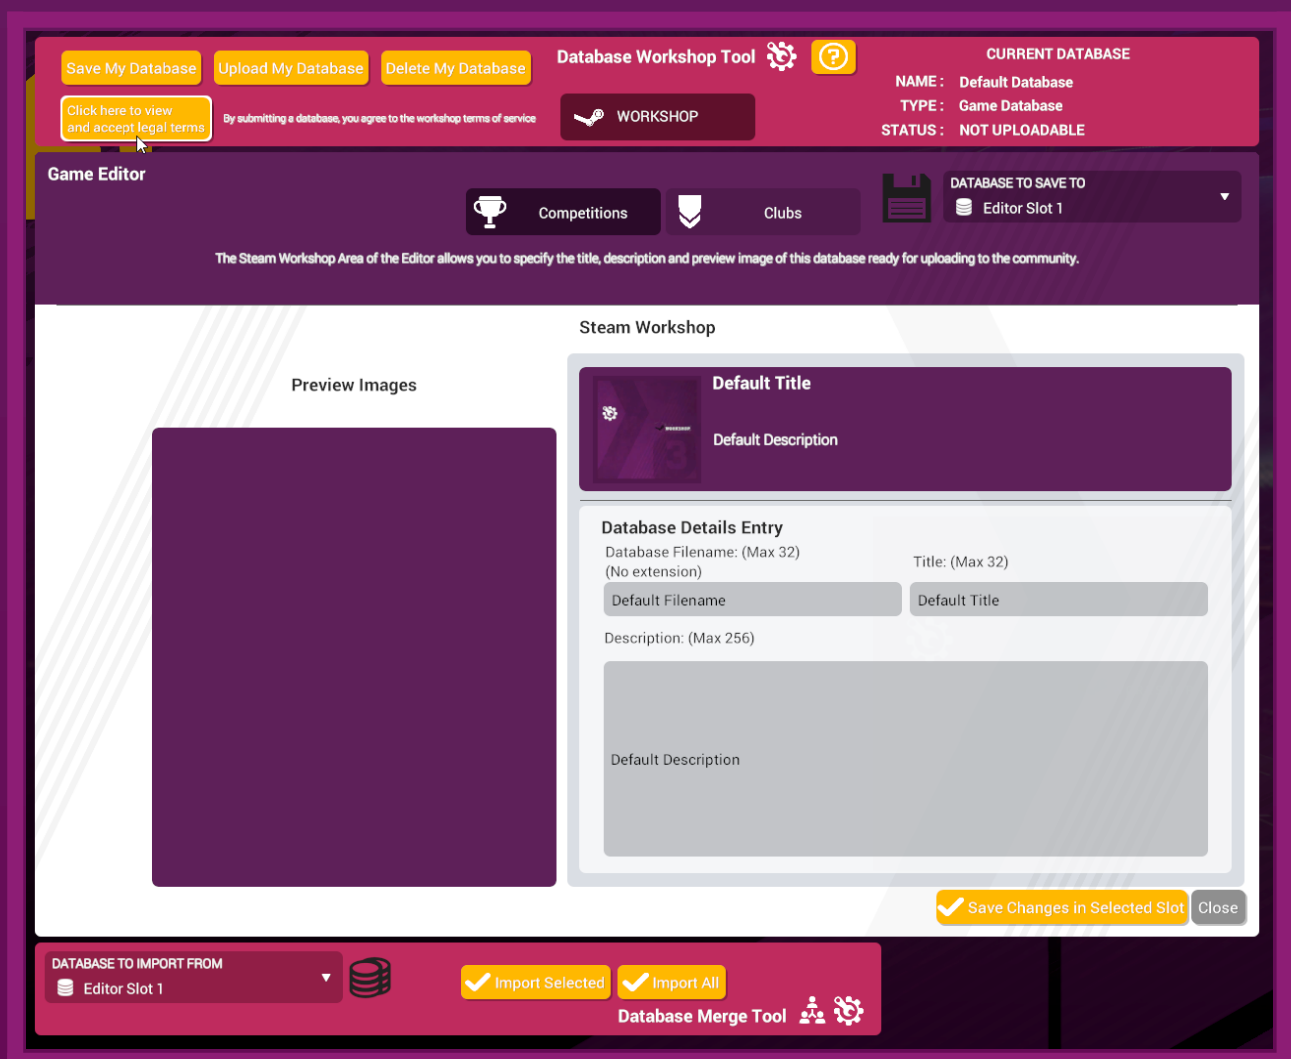 Save My Database
Upload My Database
Delete My Database
Database Workshop Tool
?
CURRENT DATABASE
NAME : Default Database
TYPE : Game Database
STATUS : NOT UPLOADABLE
Click here to view
and accept legal terms
By submitting a database, you agree to the workshop terms of service
WORKSHOP
Game Editor
Competitions
Clubs
DATABASE TO SAVE TO
Editor Slot 1
The Steam Workshop Area of the Editor allows you to specify the title, description and preview image of this database ready for uploading to the community.
Steam Workshop
Preview Images
Default Title
WORKSHOP
3
Default Description
Database Details Entry
Database Filename: (Max 32)
(No extension)
Title: (Max 32)
Default Filename
Default Title
Description: (Max 256)
Default Description
Save Changes in Selected Slot
Close
DATABASE TO IMPORT FROM
Editor Slot 1
Import Selected
Import All
Database Merge Tool